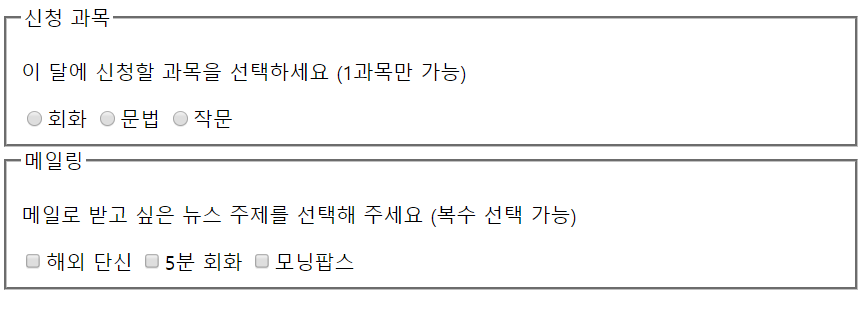 신청 과목
이 달에 신청할 과목을 선택하세요 (1과목만 가능)
회화 문법 작문
메일링
메일로 받고 싶은 뉴스 주제를 선택해 주세요 (복수 선택 가능)
해외 단신 5분 회화 모닝팝스